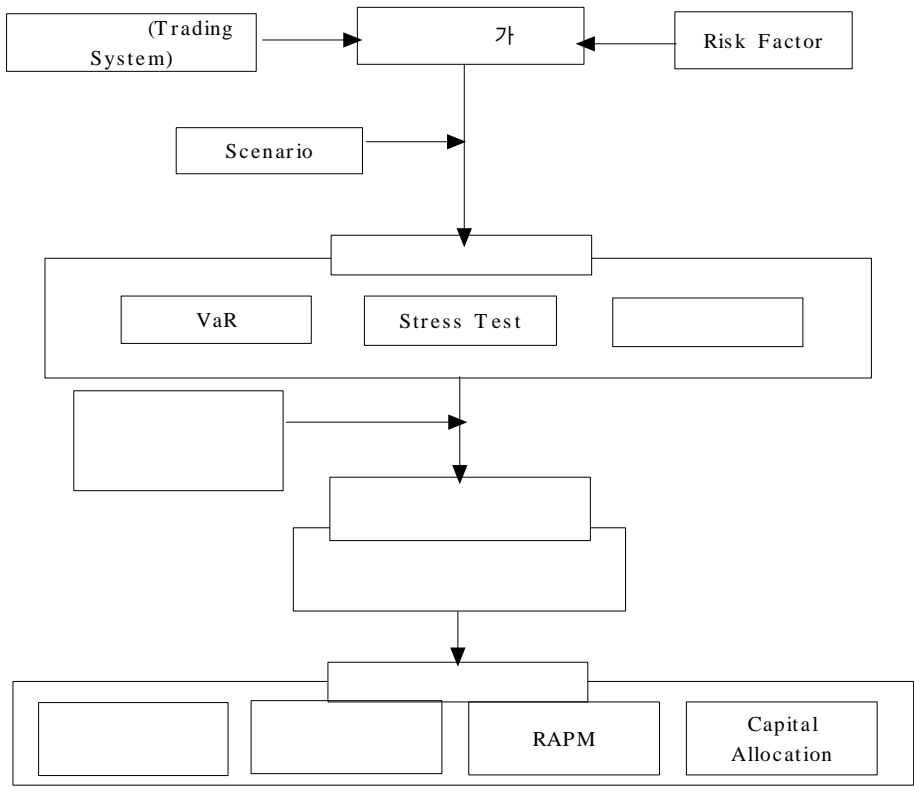 (Trading
System)
가
Risk Factor
Scenario
VaR
Stress Test
RAPM
Capital
Allocation